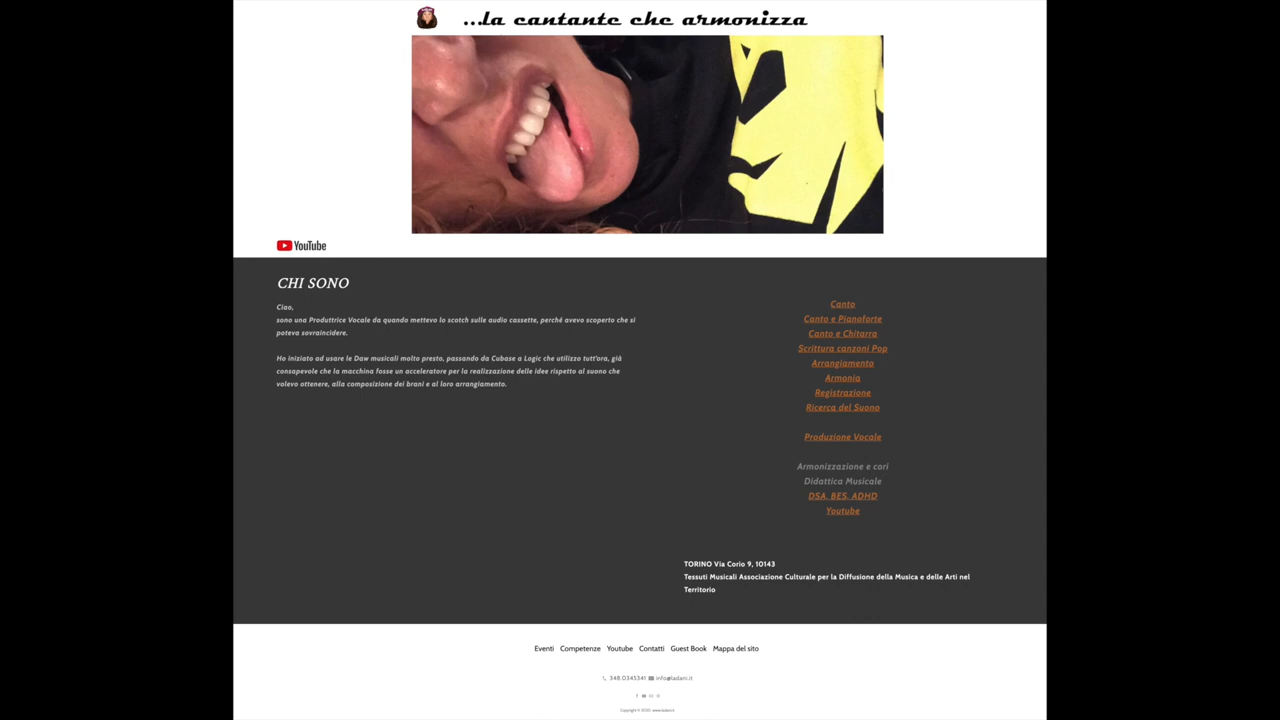 ...la cantante che armonizza
YouTube
CHI SONO
Ciao,
sono una Produttrice Vocale da quando mettevo lo scotch sulle audio cassette, perché avevo scoperto che si
poteva sovraincidere.
Ho iniziato ad usare le Daw musicali molto presto, passando da Cubase a Logic che utilizzo tutt'ora, già
consapevole che la macchina fosse un acceleratore per la realizzazione delle idee rispetto al suono che
volevo ottenere, alla composizione dei brani e al loro arrangiamento.
Canto
Canto e Pianoforte
Canto e Chitarra
Scrittura canzoni Pop
Arrangiamento
Armonia
Registrazione
Ricerca del Suono
Produzione Vocale
Armonizzazione e cori
Didattica Musicale
DSA, BES, ADHD
Youtube
TORINO Via Corio 9, 10143
Tessuti Musicali Associazione Culturale per la Diffusione della Musica e delle Arti nel
Territorio
Eventi Competenze Youtube Contatti Guest Book Mappa del sito
348.0345341 info@ladani.it
Copyright © 2020. www.ladani.it